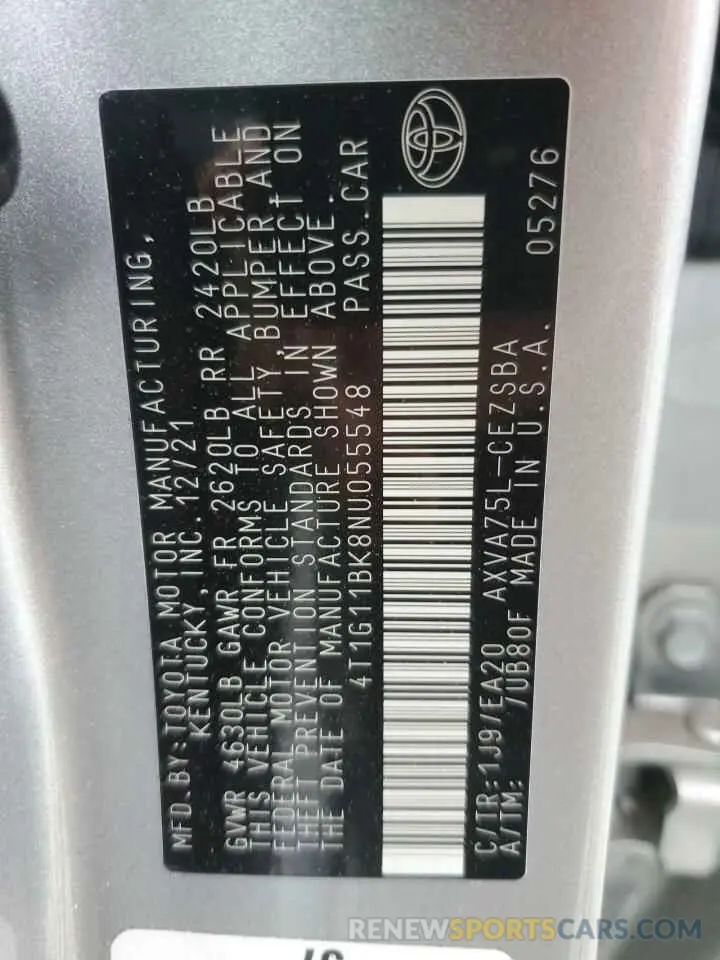 MFD.BY:TOYOTA MOTOR MANUFACTURING,
KENTUCKY, INC. 12/21
GVWR 4630LB GAWR FR 2620LB RR 2420LB
THIS VEHICLE CONFORMS TO ALL APPLICABLE
FEDERAL MOTOR VEHICLE SAFETY, BUMPER, AND
THEFT PREVENTION STANDARDS IN EFFECT ON
THE DATE OF MANUFACTURE SHOWN ABOVE.
4T1G11BK8NU055548 PASS.CAR
C/TR:1J9/EA20 AXVA75L-CEZSBA 05276
A/TM: /UB80F MADE IN U.S.A.
RENEWSPORTSCARS.COM